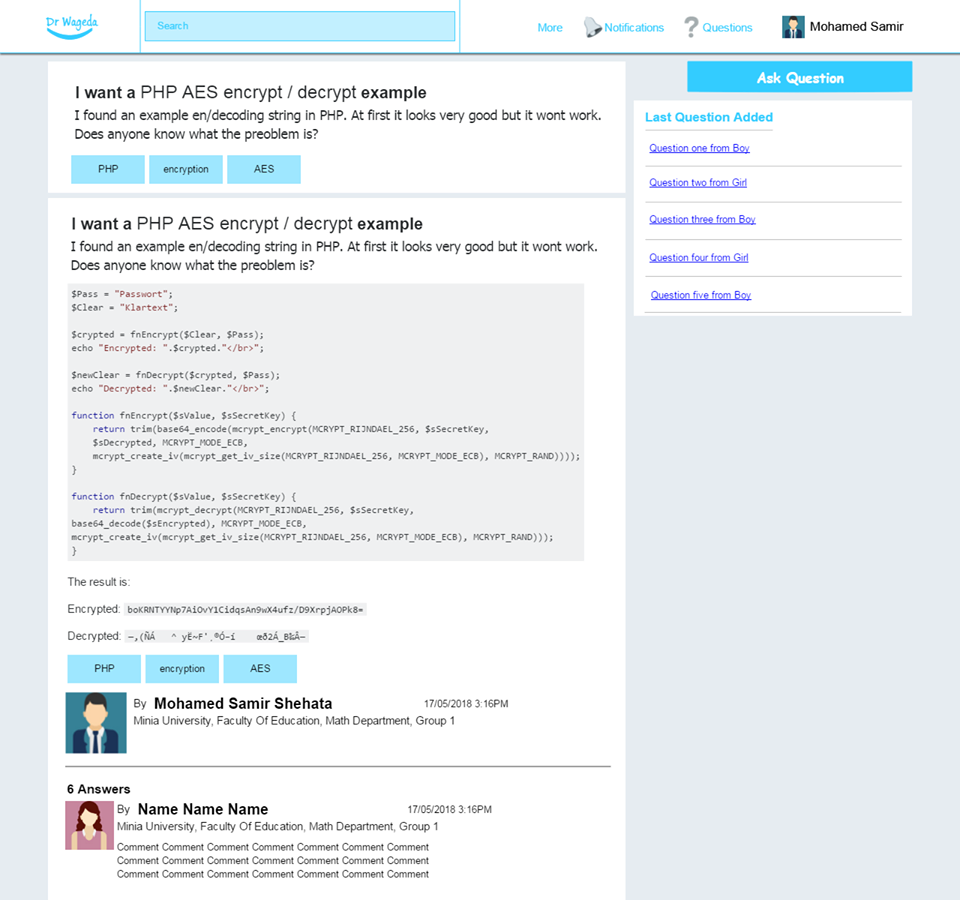 Dr Wageda
Search
More
Notifications
Questions
Mohamed Samir
I want a PHP AES encrypt / decrypt example
I found an example en/decoding string in PHP. At first it looks very good but it wont work.
Does anyone know what the preoblem is?
PHP
encryption
AES
Ask Question
Last Question Added
Question one from Boy
Question two from Girl
Question three from Boy
Question four from Girl
Question five from Boy
I want a PHP AES encrypt / decrypt example
I found an example en/decoding string in PHP. At first it looks very good but it wont work.
Does anyone know what the preoblem is?
$Pass = "Passwort";
$Clear = "Klartext";
$crypted = fnEncrypt($Clear, $Pass);
echo "Encrypted: ".$crypted."</br>";
$newClear = fnDecrypt($crypted, $Pass);
echo "Decrypted: ".$newClear."</br>";
function fnEncrypt($sValue, $sSecretKey) {
return trim(base64_encode(mcrypt_encrypt(MCRYPT_RIJNDAEL_256, $sSecretKey,
$sDecrypted, MCRYPT_MODE_ECB,
mcrypt_create_iv(mcrypt_get_iv_size(MCRYPT_RIJNDAEL_256, MCRYPT_MODE_ECB), MCRYPT_RAND))));
}
function fnDecrypt($sValue, $sSecretKey) {
return trim(mcrypt_decrypt(MCRYPT_RIJNDAEL_256, $sSecretKey,
base64_decode($sEncrypted), MCRYPT_MODE_ECB,
mcrypt_create_iv(mcrypt_get_iv_size(MCRYPT_RIJNDAEL_256, MCRYPT_MODE_ECB), MCRYPT_RAND)));
}
The result is:
Encrypted: boKRNTYYNp7AiOvY1CidqsAn9wX4ufz/D9XrpjAOPk8=
Decrypted: —,(ÑÁ ^ yË~F'¸®Ó–í œð2Á_B‰Â—
PHP
encryption
AES
By Mohamed Samir Shehata 17/05/2018 3:16PM
Minia University, Faculty Of Education, Math Department, Group 1
6 Answers
By Name Name Name 17/05/2018 3:16PM
Minia University, Faculty Of Education, Math Department, Group 1
Comment Comment Comment Comment Comment Comment Comment
Comment Comment Comment Comment Comment Comment Comment
Comment Comment Comment Comment Comment Comment Comment